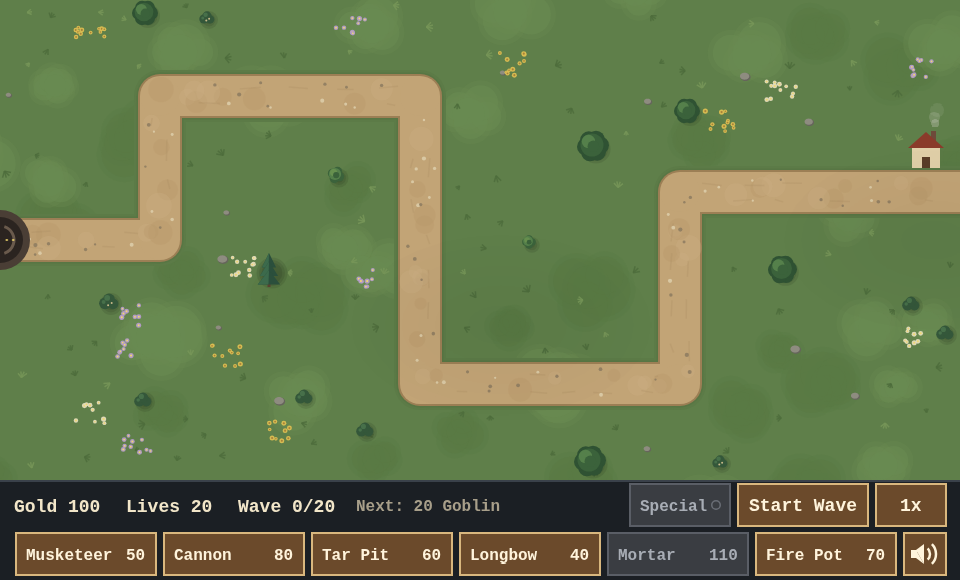 Gold 100 Lives 20 Wave 0/20 Next: 20 Goblin Special Start Wave 1x
Musketeer 50 Cannon 80 Tar Pit 60 Longbow 40 Mortar 110 Fire Pot 70